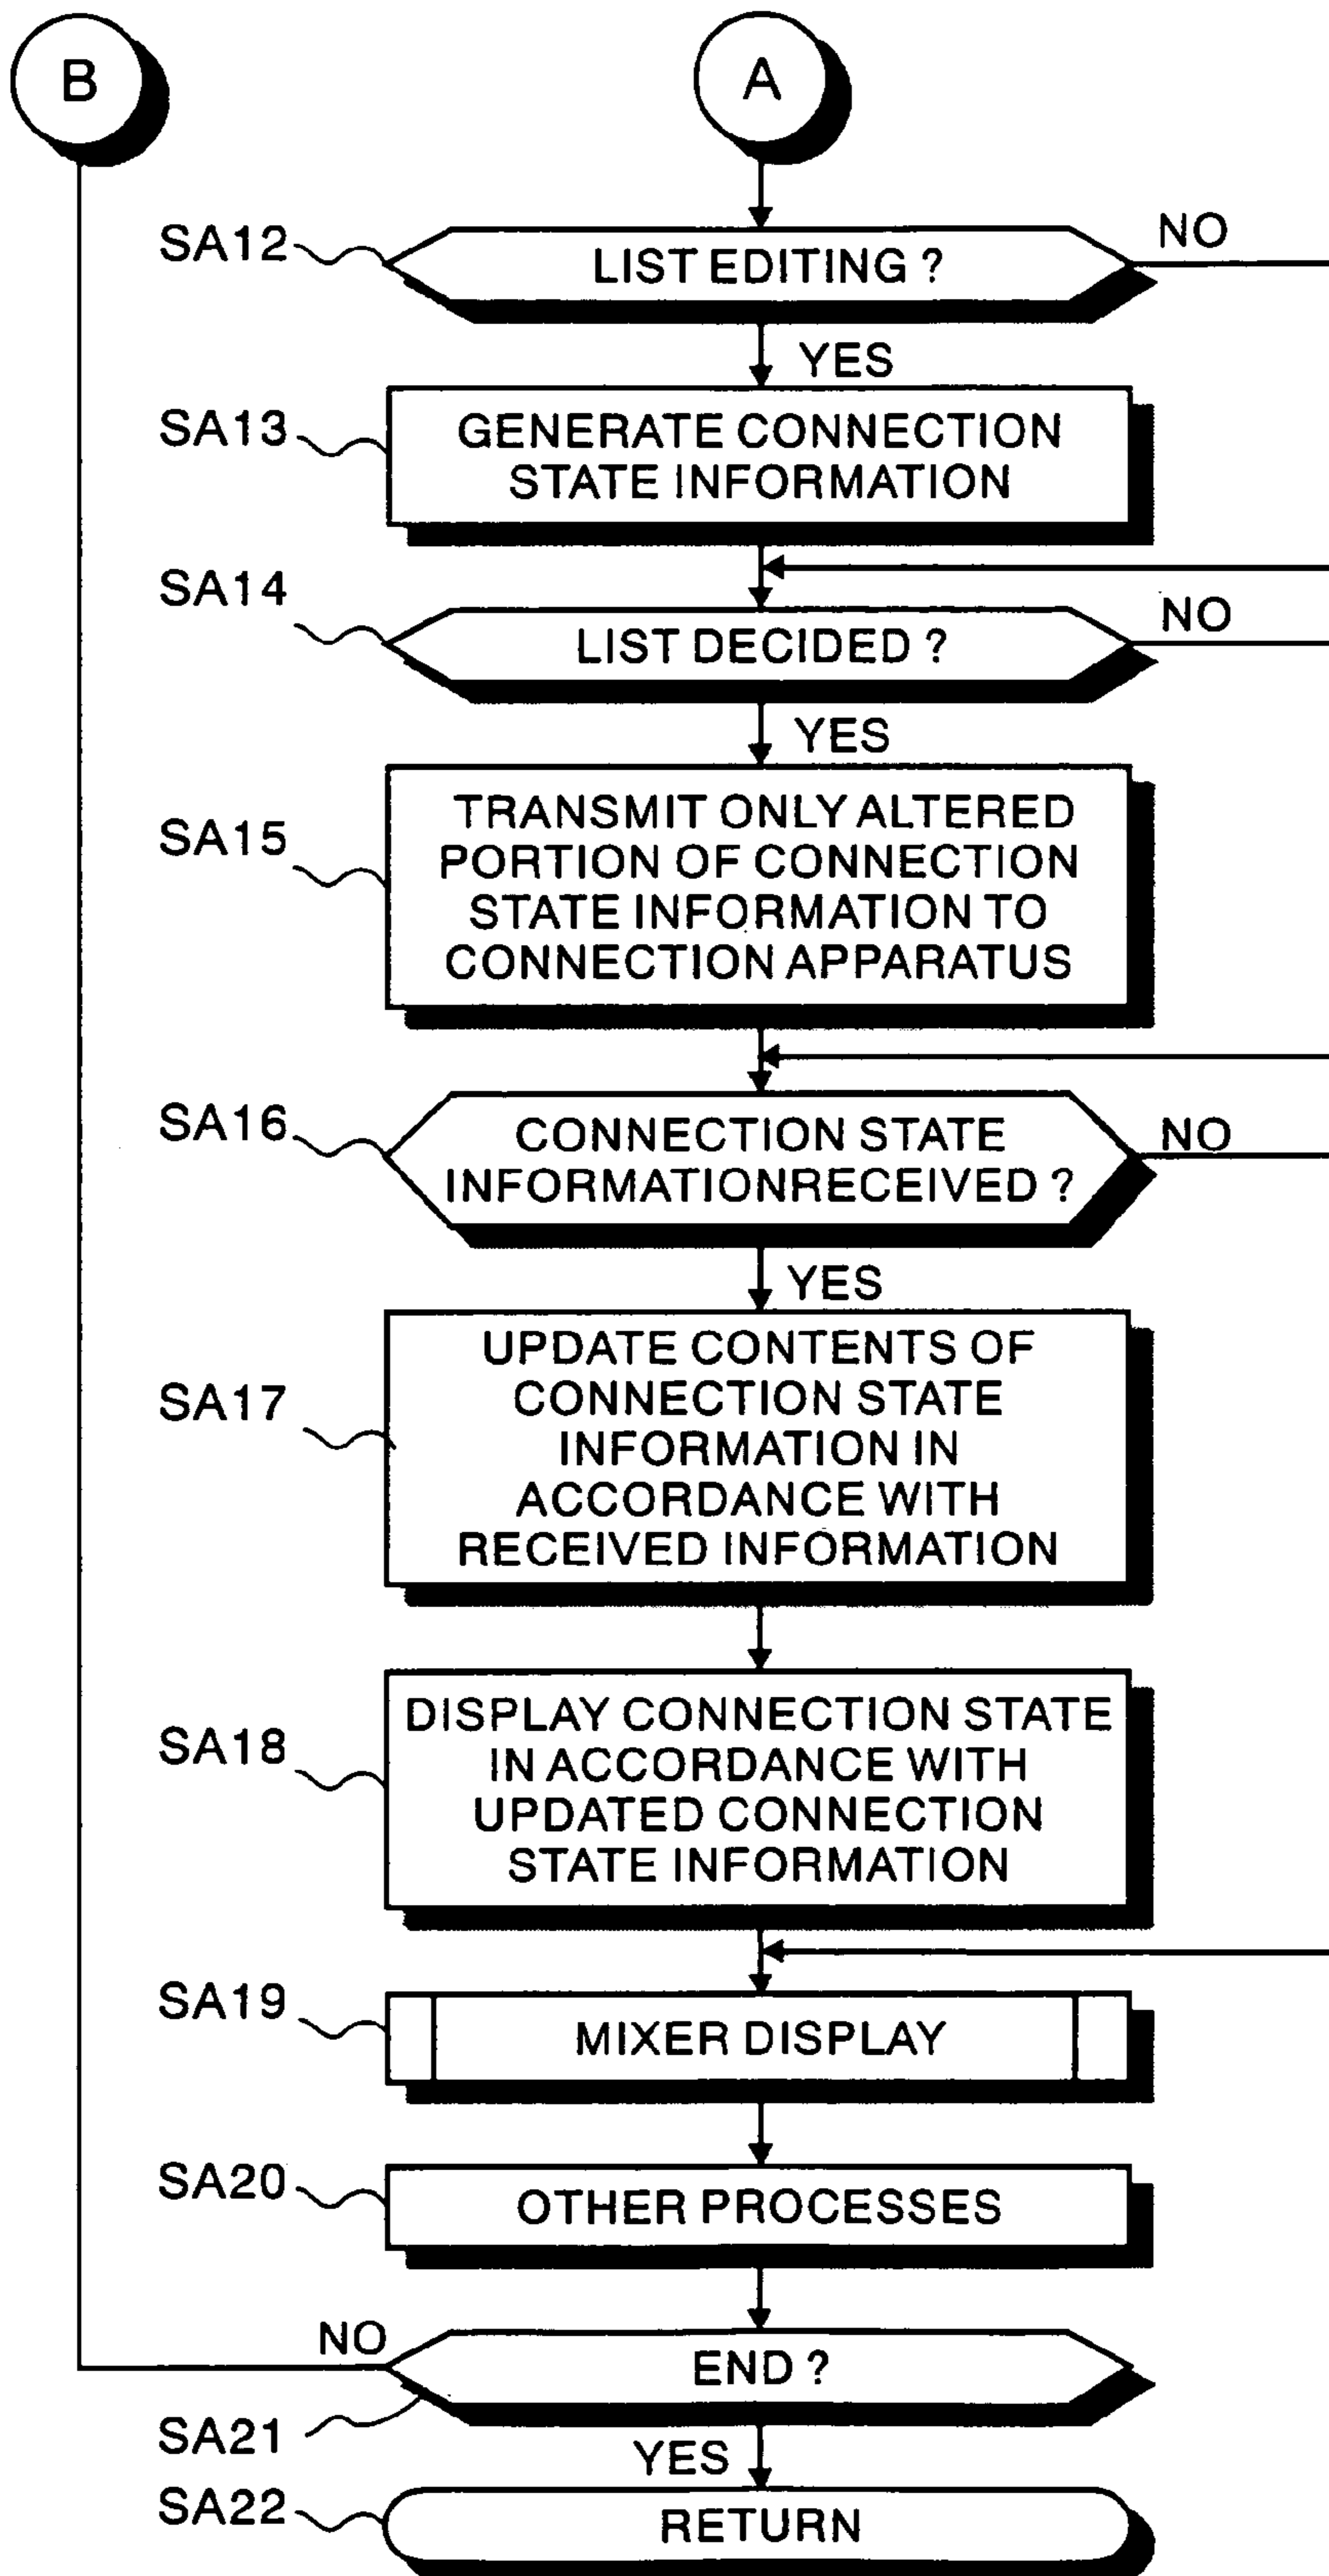 B
A
SA12
LIST EDITING ?
NO
YES
SA13
GENERATE CONNECTION
STATE INFORMATION
SA14
LIST DECIDED ?
NO
YES
SA15
TRANSMIT ONLY ALTERED
PORTION OF CONNECTION
STATE INFORMATION TO
CONNECTION APPARATUS
SA16
CONNECTION STATE
INFORMATIONRECEIVED ?
NO
YES
SA17
UPDATE CONTENTS OF
CONNECTION STATE
INFORMATION IN
ACCORDANCE WITH
RECEIVED INFORMATION
SA18
DISPLAY CONNECTION STATE
IN ACCORDANCE WITH
UPDATED CONNECTION
STATE INFORMATION
SA19
MIXER DISPLAY
SA20
OTHER PROCESSES
NO
END ?
SA21
YES
SA22
RETURN